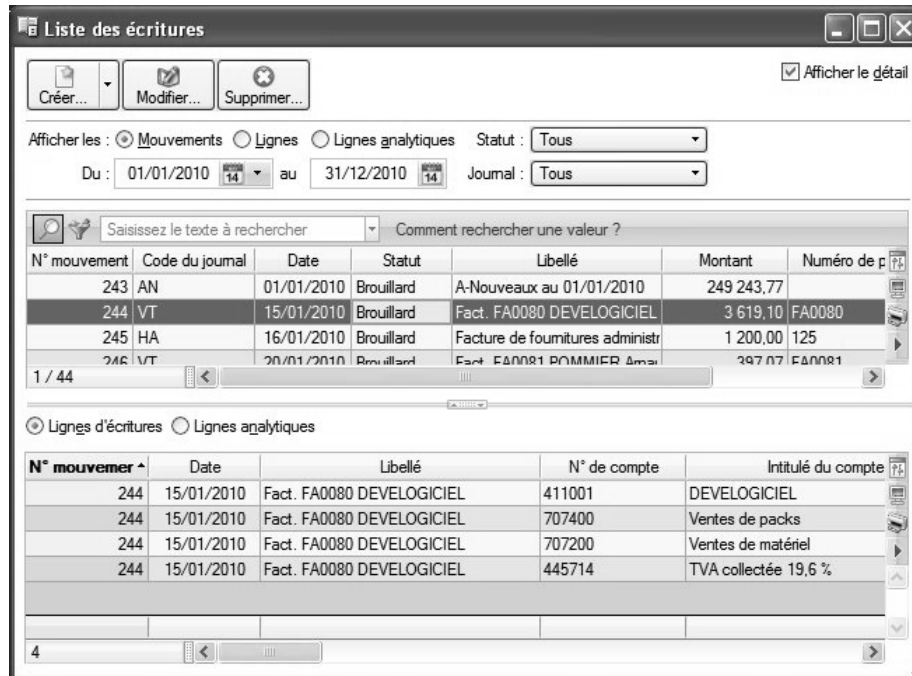 Liste des écritures
Créer... Modifier... Supprimer... Afficher le détail
Afficher les : Mouvements Lignes Lignes analytiques Statut : Tous
Du : 01/01/2010 14 au 31/12/2010 14 Journal : Tous
Saisissez le texte à rechercher Comment rechercher une valeur ?
N° mouvement Code du journal Date Statut Libellé Montant Numéro de p
243 AN 01/01/2010 Brouillard A-Nouveaux au 01/01/2010 249 243,77
244 VT 15/01/2010 Brouillard Fact. FA0080 DEVELOGICIEL 3 619,10 FA0080
245 HA 16/01/2010 Brouillard Facture de fournitures administr 1 200,00 125
246 VT 20/01/2010 Brouillard Fact. FA0081 POMMIER Amau 397,07 FA0081
1 / 44
Lignes d'écritures Lignes analytiques
N° mouvemer Date Libellé N° de compte Intitulé du compte
244 15/01/2010 Fact. FA0080 DEVELOGICIEL 411001 DEVELOGICIEL
244 15/01/2010 Fact. FA0080 DEVELOGICIEL 707400 Ventes de packs
244 15/01/2010 Fact. FA0080 DEVELOGICIEL 707200 Ventes de matériel
244 15/01/2010 Fact. FA0080 DEVELOGICIEL 445714 TVA collectée 19,6 %
4